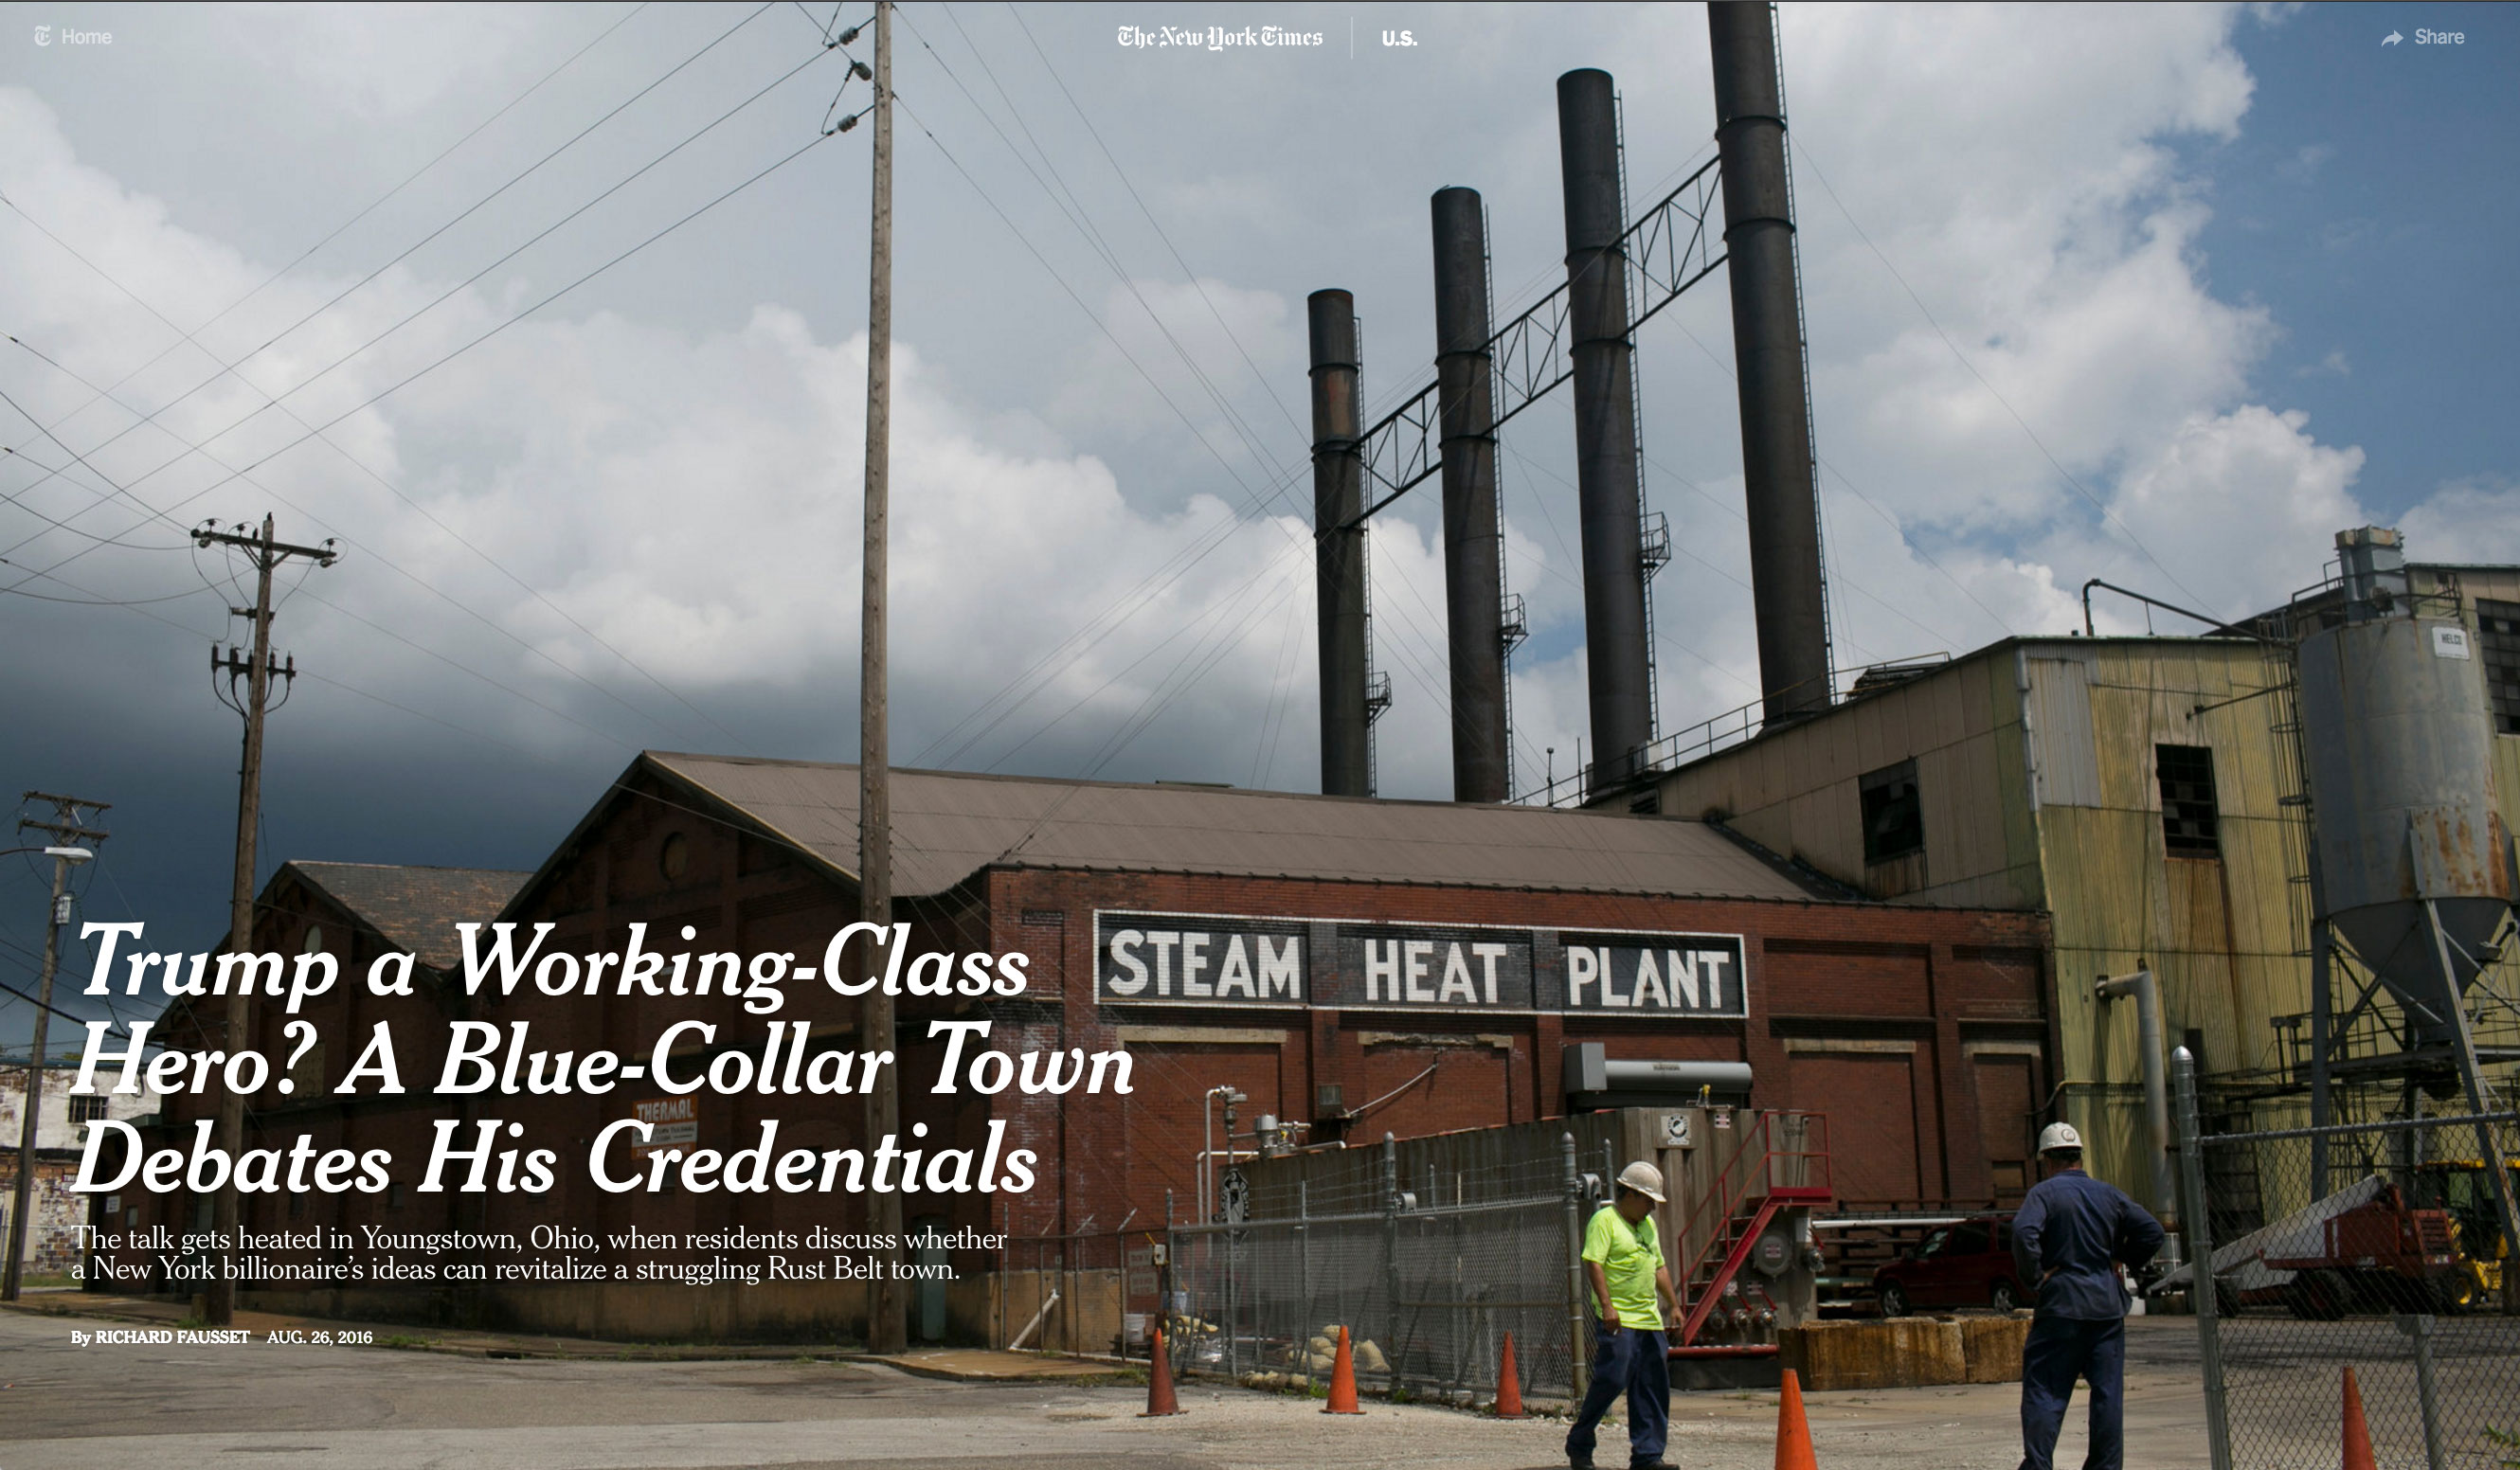 Home
The New York Times
U.S.
Share
HELCO
STEAM HEAT PLANT
Trump a Working-Class
Hero? A Blue-Collar Town
Debates His Credentials
THERMAL
The talk gets heated in Youngstown, Ohio, when residents discuss whether
a New York billionaire’s ideas can revitalize a struggling Rust Belt town.
By RICHARD FAUSSET AUG. 26, 2016